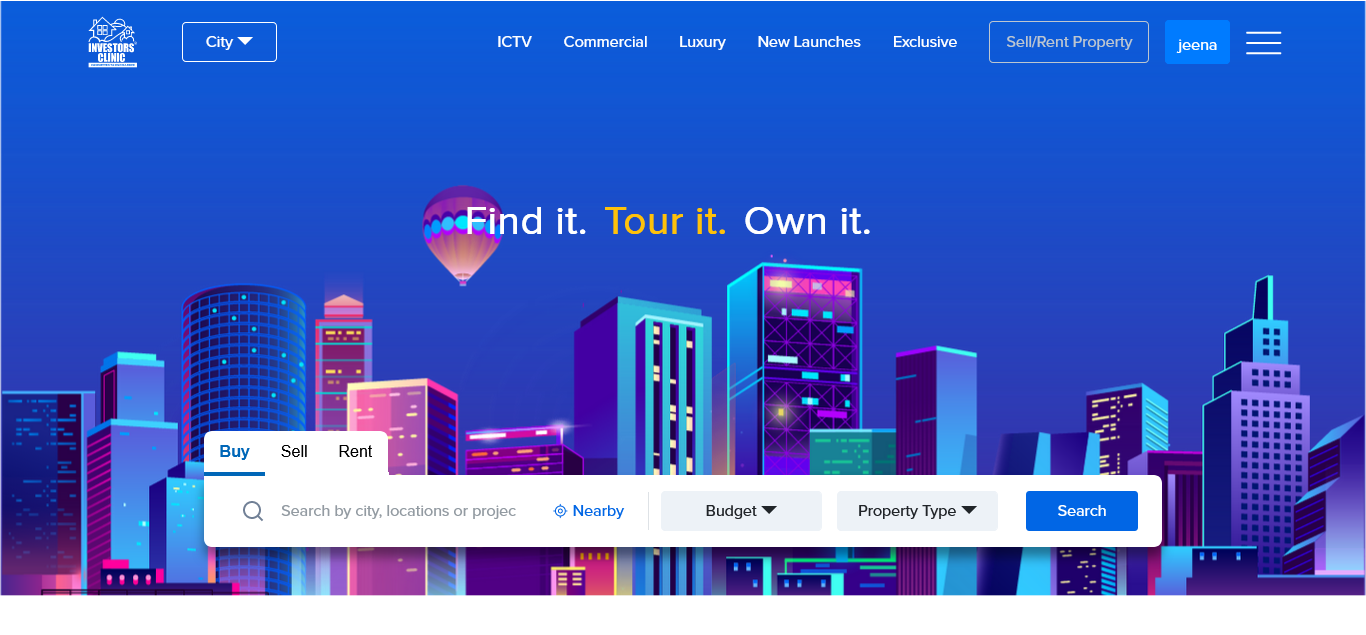 INVESTORS
CLINIC
City
ICTV
Commercial
Luxury
New Launches
Exclusive
Sell/Rent Property
jeena
Find it. Tour it. Own it.
Buy
Sell
Rent
Search by city, locations or projec
Nearby
Budget
Property Type
Search